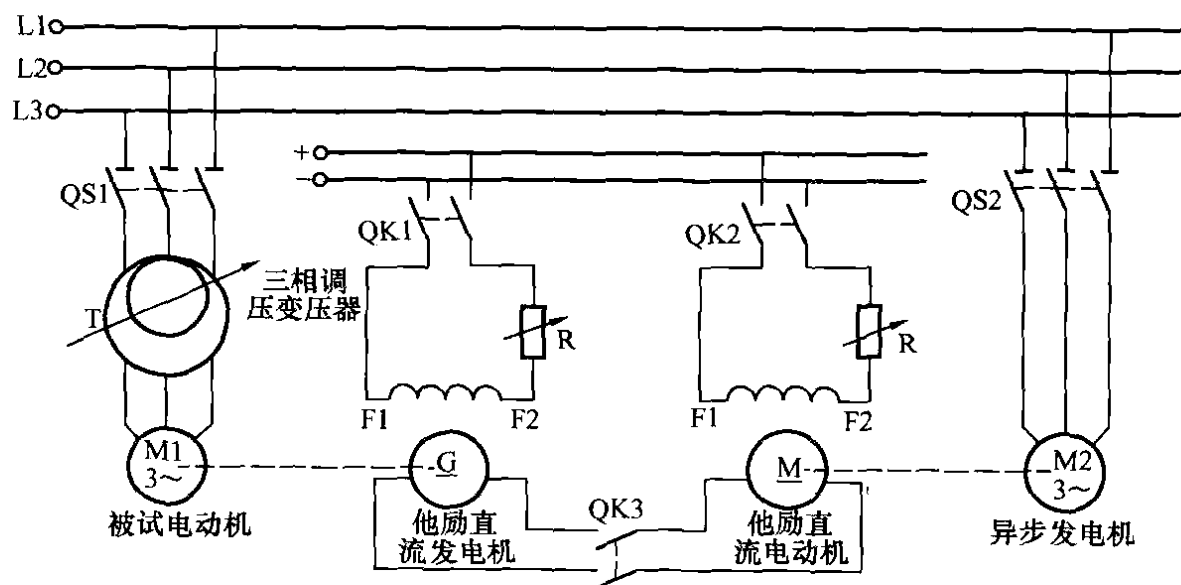 L1
L2
L3
+
−
QS1
QK1
QK2
QS2
T
三相调
压变压器
R
R
F1
F2
F1
F2
M1
3～
G
M
M2
3～
被试电动机
他励直
流发电机
QK3
他励直
流电动机
异步发电机